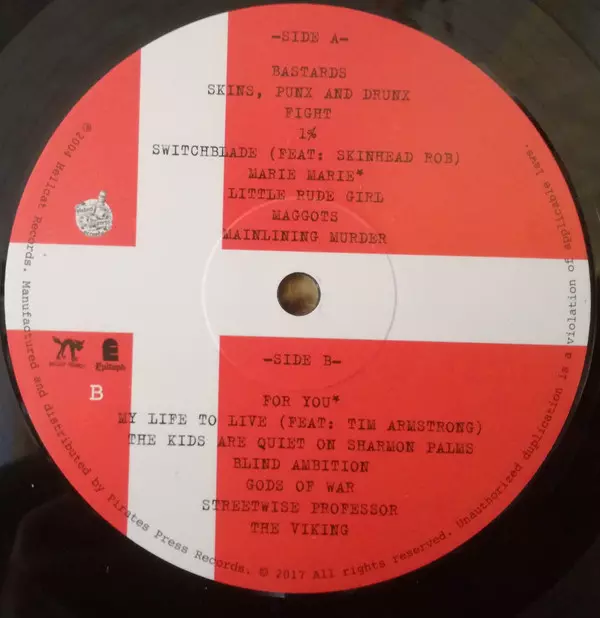 —SIDE A—
BASTARDS
SKINS, PUNX AND DRUNX
FIGHT
1%
SWITCHBLADE (FEAT: SKINHEAD ROB)
MARIE MARIE*
LITTLE RUDE GIRL
MAGGOTS
MAINLINING MURDER
—SIDE B—
FOR YOU*
MY LIFE TO LIVE (FEAT: TIM ARMSTRONG)
THE KIDS ARE QUIET ON SHARMON PALMS
BLIND AMBITION
GODS OF WAR
STREETWISE PROFESSOR
THE VIKING
Epitaph
B
©2004 Hellcat Records. Manufactured and distributed by Pirates Press Records. © 2017 All rights reserved. Unauthorized duplication is a violation of applicable laws.